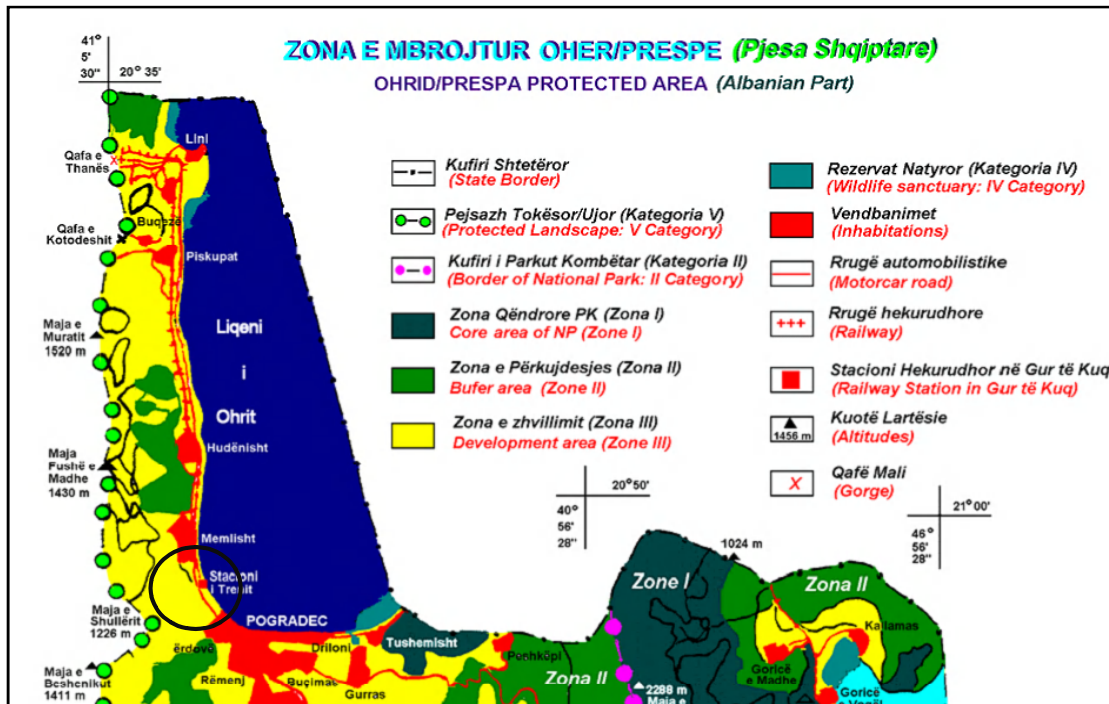 ZONA E MBROJTUR OHER/PRESPE (Pjesa Shqiptare)
OHRID/PRESPA PROTECTED AREA (Albanian Part)
41°
5'
30"
20° 35'
Kufiri Shtetëror
(State Border)
Pejsazh Tokësor/Ujor (Kategoria V)
(Protected Landscape: V Category)
Kufiri i Parkut Kombëtar (Kategoria II)
(Border of National Park: II Category)
Zona Qëndrore PK (Zona I)
Core area of NP (Zone I)
Zona e Përkujdesjes (Zona II)
Bufer area (Zone II)
Zona e zhvillimit (Zona III)
Development area (Zone III)
Rezervat Natyror (Kategoria IV)
(Wildlife sanctuary: IV Category)
Vendbanimet
(Inhabitations)
Rrugë automobilistike
(Motorcar road)
Rrugë hekurudhore
(Railway)
Stacioni Hekurudhor në Gur të Kuq
(Railway Station in Gur të Kuq)
1456 m
Kuotë Lartësie
(Altitudes)
X
Qafë Mali
(Gorge)
Lini
Qafa e
Thanës
X
Buqezë
Qafa e
Kotodeshit
Piskupat
Maja e
Muratit
1520 m
Liqeni
i
Ohrit
Hudënisht
Maja
Fushë e
Madhe
1430 m
Memlisht
Stacioni
i Trenit
Maja e
Shullërit
1226 m
POGRADEC
ërdovë
Driloni
Tushemisht
Maja e
1411 m
Rëmenj
Buçimas
Gurras
Peshkëpi
Zona II
20° 50'
40°
56'
28"
1024 m
Zone I
Zona II
21° 00'
46°
56'
28"
Kallamas
Goricë
e Madhe
Goricë
2288 m
Maja e